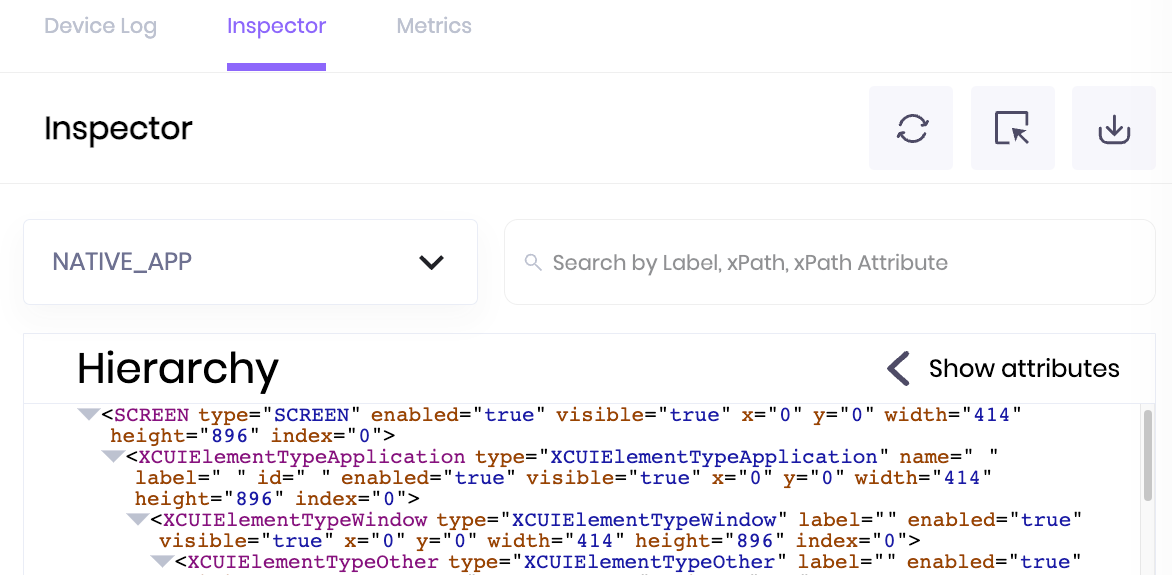 Device Log Inspector Metrics
Inspector
NATIVE_APP Search by Label, xPath, xPath Attribute
Hierarchy Show attributes
<SCREEN type="SCREEN" enabled="true" visible="true" x="0" y="0" width="414"
height="896" index="0">
<XCUIElementTypeApplication type="XCUIElementTypeApplication" name=" "
label=" " id=" " enabled="true" visible="true" x="0" y="0" width="414"
height="896" index="0">
<XCUIElementTypeWindow type="XCUIElementTypeWindow" label="" enabled="true"
visible="true" x="0" y="0" width="414" height="896" index="0">
<XCUIElementTypeOther type="XCUIElementTypeOther" label="" enabled="true"